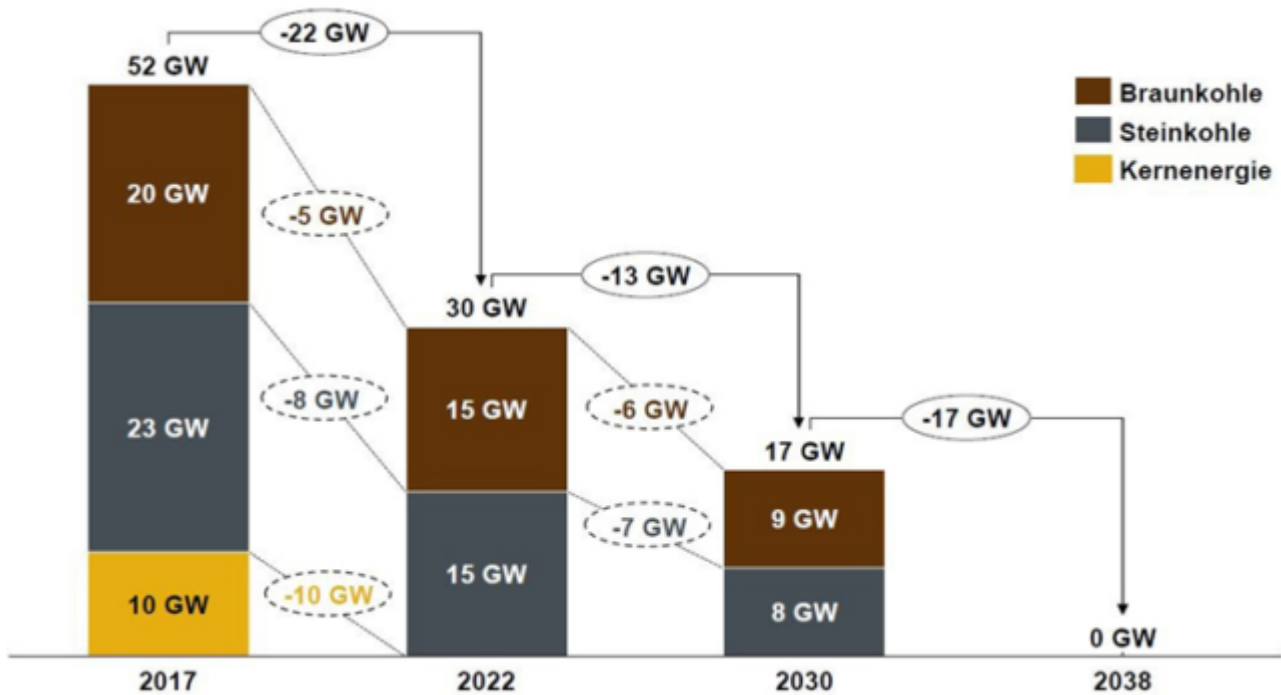 -22 GW
52 GW
Braunkohle
Steinkohle
Kernenergie
20 GW
-5 GW
-13 GW
30 GW
-8 GW
15 GW
-6 GW
-17 GW
23 GW
17 GW
-7 GW
9 GW
15 GW
-10 GW
10 GW
8 GW
0 GW
2017
2022
2030
2038